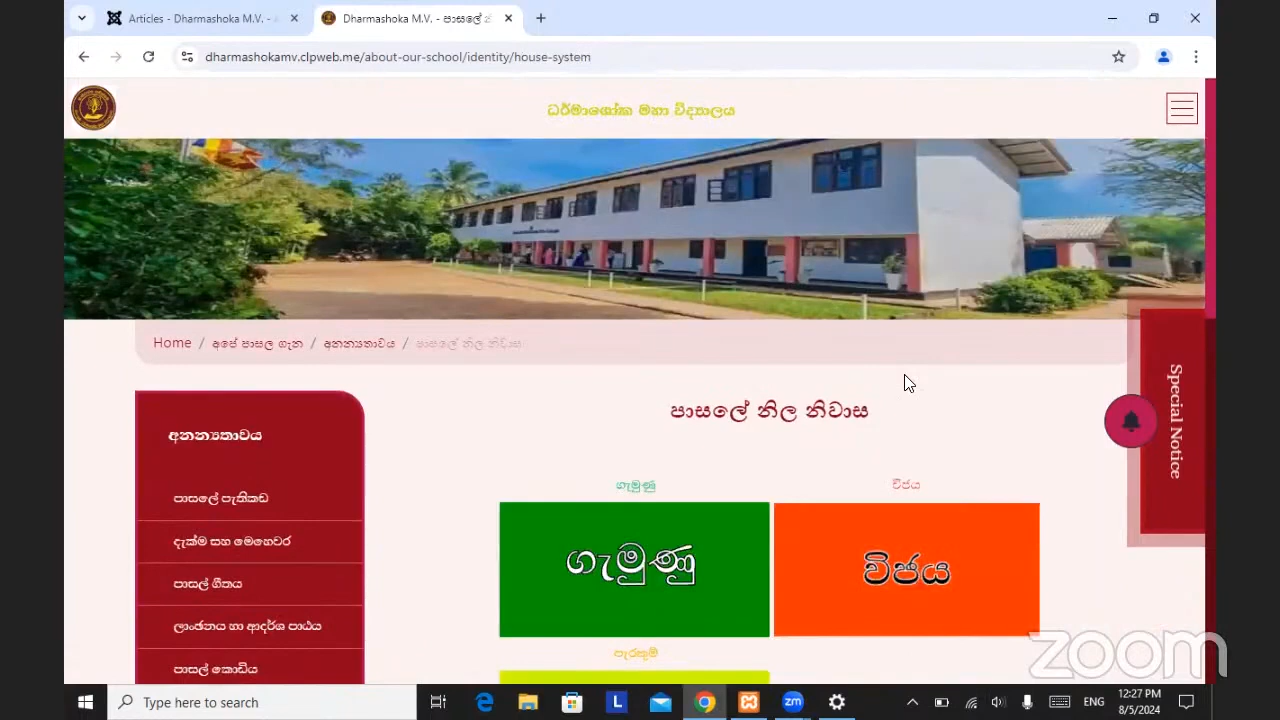 Articles - Dharmashoka M.V. -
Dharmashoka M.V. - පාසලේ
dharmashokamv.clpweb.me/about-our-school/identity/house-system
ධර්මාශෝක මහා විද්‍යාලය
Home / අපේ පාසල ගැන / අනන්‍යතාවය / පාසලේ නිල නිවාස
Special Notice
අනන්‍යතාවය
පාසලේ පැතිකඩ
දැක්ම සහ මෙහෙවර
පාසල් ගීතය
ලාංඡනය හා ආදර්ශ පාඨය
පාසල් කොඩිය
පාසලේ නිල නිවාස
ගැමුණු
විජය
ගැමුණු
විජය
පැරකුම්
zoom
Type here to search
L
zm
ENG
12:27 PM
8/5/2024